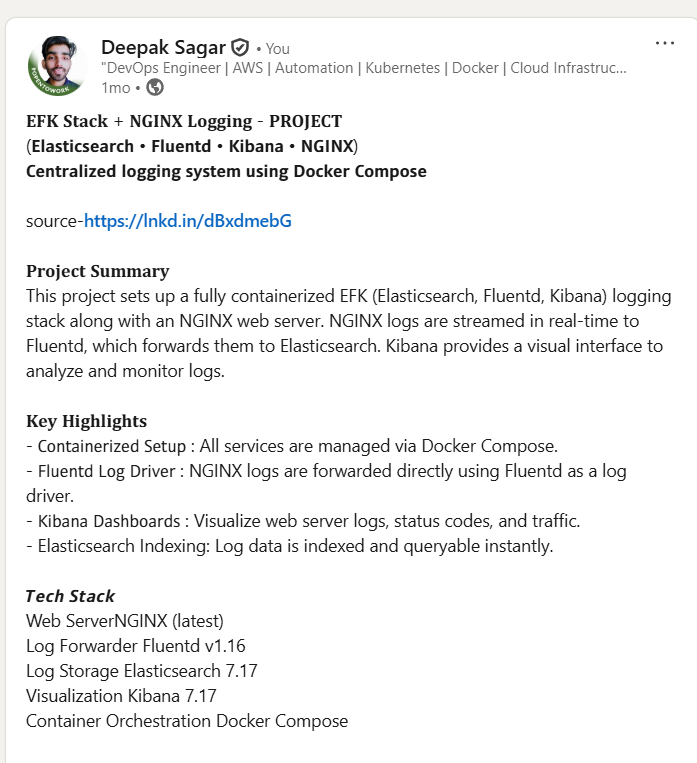 Deepak Sagar • You
"DevOps Engineer | AWS | Automation | Kubernetes | Docker | Cloud Infrastruc...
1mo •
#OPENTOWORK
EFK Stack + NGINX Logging - PROJECT
(Elasticsearch • Fluentd • Kibana • NGINX)
Centralized logging system using Docker Compose
source-https://lnkd.in/dBxdmebG
Project Summary
This project sets up a fully containerized EFK (Elasticsearch, Fluentd, Kibana) logging
stack along with an NGINX web server. NGINX logs are streamed in real-time to
Fluentd, which forwards them to Elasticsearch. Kibana provides a visual interface to
analyze and monitor logs.
Key Highlights
- Containerized Setup : All services are managed via Docker Compose.
- Fluentd Log Driver : NGINX logs are forwarded directly using Fluentd as a log
driver.
- Kibana Dashboards : Visualize web server logs, status codes, and traffic.
- Elasticsearch Indexing: Log data is indexed and queryable instantly.
Tech Stack
Web ServerNGINX (latest)
Log Forwarder Fluentd v1.16
Log Storage Elasticsearch 7.17
Visualization Kibana 7.17
Container Orchestration Docker Compose